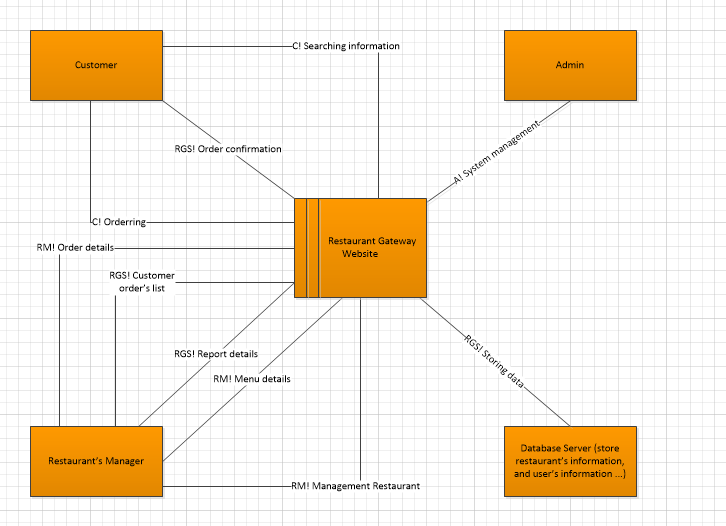 C! Searching information
Customer
Admin
RGS! Order confirmation
A! System management
C! Orderring
RM! Order details
Restaurant Gateway
Website
RGS! Customer
order's list
RGS! Report details
RGS! Storing data
RM! Menu details
Restaurant's Manager
Database Server (store
restaurant's information,
and user's information ...)
RM! Management Restaurant